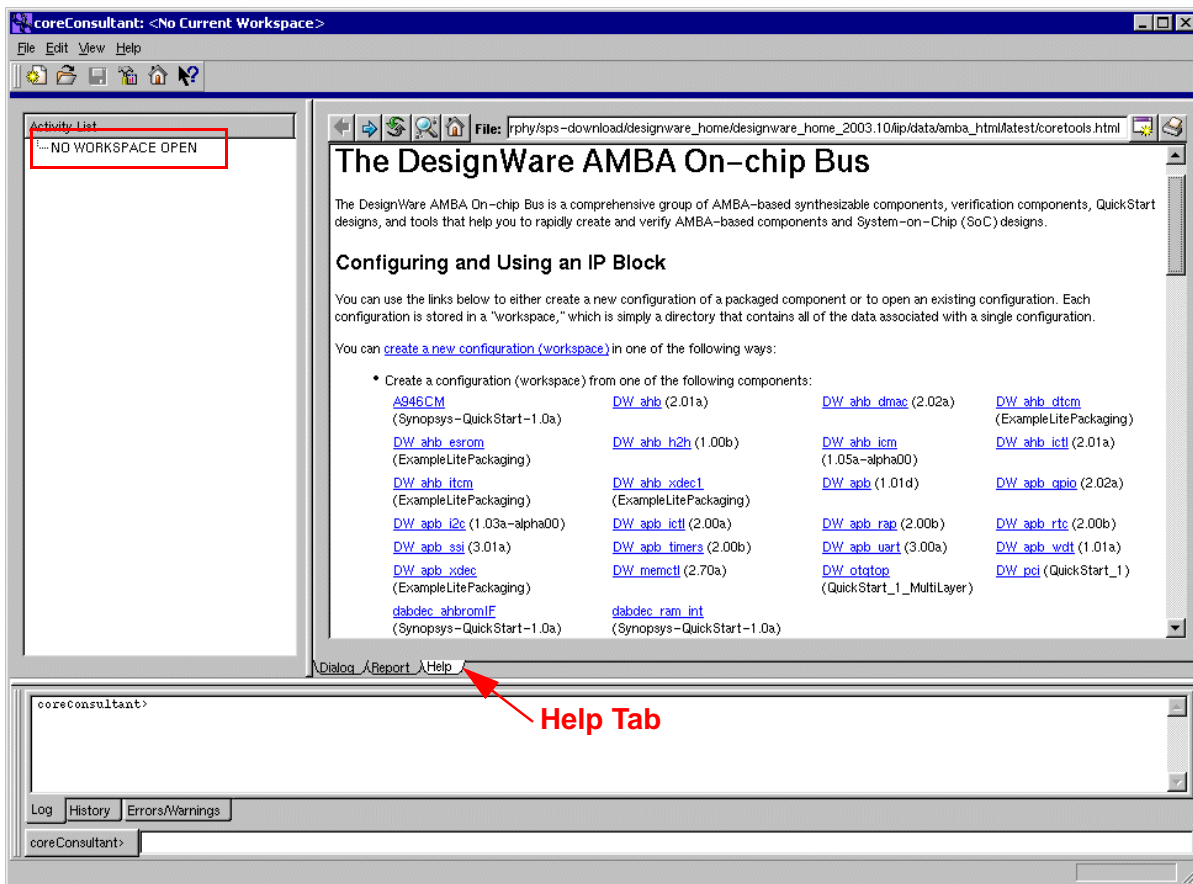 coreConsultant: <No Current Workspace>
File Edit View Help
Activity List
NO WORKSPACE OPEN
File: rphy/sps-download/designware_home/designware_home_2003.10/iip/data/amba_html/latest/coretools.html
The DesignWare AMBA On-chip Bus
The DesignWare AMBA On-chip Bus is a comprehensive group of AMBA-based synthesizable components, verification components, QuickStart
designs, and tools that help you to rapidly create and verify AMBA-based components and System-on-Chip (SoC) designs.
Configuring and Using an IP Block
You can use the links below to either create a new configuration of a packaged component or to open an existing configuration. Each
configuration is stored in a "workspace," which is simply a directory that contains all of the data associated with a single configuration.
You can create a new configuration (workspace) in one of the following ways:
• Create a configuration (workspace) from one of the following components:
A946CM DW_ahb (2.01a) DW_ahb_dmac (2.02a) DW_ahb_dtcm
(Synopsys-QuickStart-1.0a) (ExampleLitePackaging)
DW_ahb_esrom DW_ahb_h2h (1.00b) DW_ahb_icm DW_ahb_ictl (2.01a)
(ExampleLitePackaging) (1.05a-alpha00)
DW_ahb_itcm DW_ahb_xdec1 DW_apb (1.01d) DW_apb_gpio (2.02a)
(ExampleLitePackaging) (ExampleLitePackaging)
DW_apb_i2c (1.03a-alpha00) DW_apb_ictl (2.00a) DW_apb_rap (2.00b) DW_apb_rtc (2.00b)
DW_apb_ssi (3.01a) DW_apb_timers (2.00b) DW_apb_uart (3.00a) DW_apb_wdt (1.01a)
DW_apb_xdec DW_memctl (2.70a) DW_otgtop DW_pci (QuickStart_1)
(ExampleLitePackaging) (QuickStart_1_MultiLayer)
dabdec_ahbromIF dabdec_ram_int
(Synopsys-QuickStart-1.0a) (Synopsys-QuickStart-1.0a)
Dialog Report Help
Help Tab
coreConsultant>
Log History Errors/Warnings
coreConsultant>